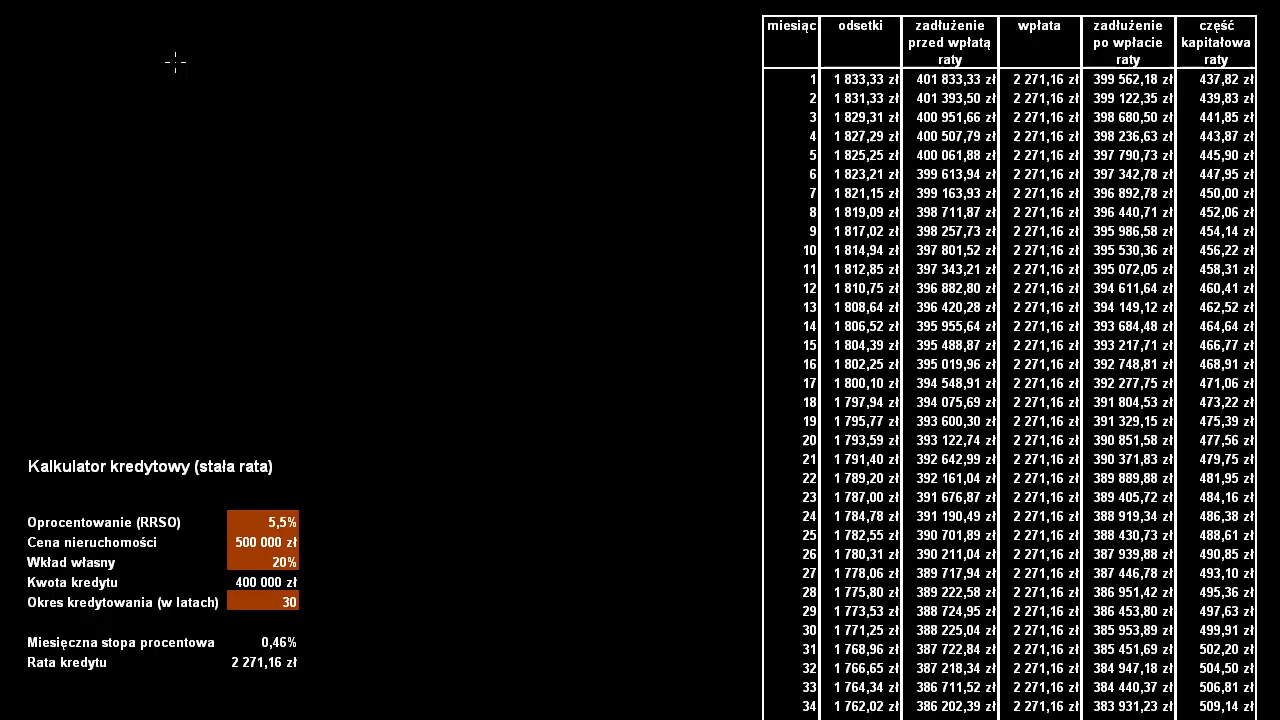 miesiąc odsetki zadłużenie przed wpłatą raty wpłata zadłużenie po wpłacie raty część kapitałowa raty
1 1 833,33 zł 401 833,33 zł 2 271,16 zł 399 562,18 zł 437,82 zł
2 1 831,33 zł 401 393,50 zł 2 271,16 zł 399 122,35 zł 439,83 zł
3 1 829,31 zł 400 951,66 zł 2 271,16 zł 398 680,50 zł 441,85 zł
4 1 827,29 zł 400 507,79 zł 2 271,16 zł 398 236,63 zł 443,87 zł
5 1 825,25 zł 400 061,88 zł 2 271,16 zł 397 790,73 zł 445,90 zł
6 1 823,21 zł 399 613,94 zł 2 271,16 zł 397 342,78 zł 447,95 zł
7 1 821,15 zł 399 163,93 zł 2 271,16 zł 396 892,78 zł 450,00 zł
8 1 819,09 zł 398 711,87 zł 2 271,16 zł 396 440,71 zł 452,06 zł
9 1 817,02 zł 398 257,73 zł 2 271,16 zł 395 986,58 zł 454,14 zł
10 1 814,94 zł 397 801,52 zł 2 271,16 zł 395 530,36 zł 456,22 zł
11 1 812,85 zł 397 343,21 zł 2 271,16 zł 395 072,05 zł 458,31 zł
12 1 810,75 zł 396 882,80 zł 2 271,16 zł 394 611,64 zł 460,41 zł
13 1 808,64 zł 396 420,28 zł 2 271,16 zł 394 149,12 zł 462,52 zł
14 1 806,52 zł 395 955,64 zł 2 271,16 zł 393 684,48 zł 464,64 zł
15 1 804,39 zł 395 488,87 zł 2 271,16 zł 393 217,71 zł 466,77 zł
16 1 802,25 zł 395 019,96 zł 2 271,16 zł 392 748,81 zł 468,91 zł
17 1 800,10 zł 394 548,91 zł 2 271,16 zł 392 277,75 zł 471,06 zł
18 1 797,94 zł 394 075,69 zł 2 271,16 zł 391 804,53 zł 473,22 zł
19 1 795,77 zł 393 600,30 zł 2 271,16 zł 391 329,15 zł 475,39 zł
20 1 793,59 zł 393 122,74 zł 2 271,16 zł 390 851,58 zł 477,56 zł
21 1 791,40 zł 392 642,99 zł 2 271,16 zł 390 371,83 zł 479,75 zł
22 1 789,20 zł 392 161,04 zł 2 271,16 zł 389 889,88 zł 481,95 zł
23 1 787,00 zł 391 676,87 zł 2 271,16 zł 389 405,72 zł 484,16 zł
24 1 784,78 zł 391 190,49 zł 2 271,16 zł 388 919,34 zł 486,38 zł
25 1 782,55 zł 390 701,89 zł 2 271,16 zł 388 430,73 zł 488,61 zł
26 1 780,31 zł 390 211,04 zł 2 271,16 zł 387 939,88 zł 490,85 zł
27 1 778,06 zł 389 717,94 zł 2 271,16 zł 387 446,78 zł 493,10 zł
28 1 775,80 zł 389 222,58 zł 2 271,16 zł 386 951,42 zł 495,36 zł
29 1 773,53 zł 388 724,95 zł 2 271,16 zł 386 453,80 zł 497,63 zł
30 1 771,25 zł 388 225,04 zł 2 271,16 zł 385 953,89 zł 499,91 zł
31 1 768,96 zł 387 722,84 zł 2 271,16 zł 385 451,69 zł 502,20 zł
32 1 766,65 zł 387 218,34 zł 2 271,16 zł 384 947,18 zł 504,50 zł
33 1 764,34 zł 386 711,52 zł 2 271,16 zł 384 440,37 zł 506,81 zł
34 1 762,02 zł 386 202,39 zł 2 271,16 zł 383 931,23 zł 509,14 zł
Kalkulator kredytowy (stała rata)
Oprocentowanie (RRSO) 5,5%
Cena nieruchomości 500 000 zł
Wkład własny 20%
Kwota kredytu 400 000 zł
Okres kredytowania (w latach) 30
Miesięczna stopa procentowa 0,46%
Rata kredytu 2 271,16 zł